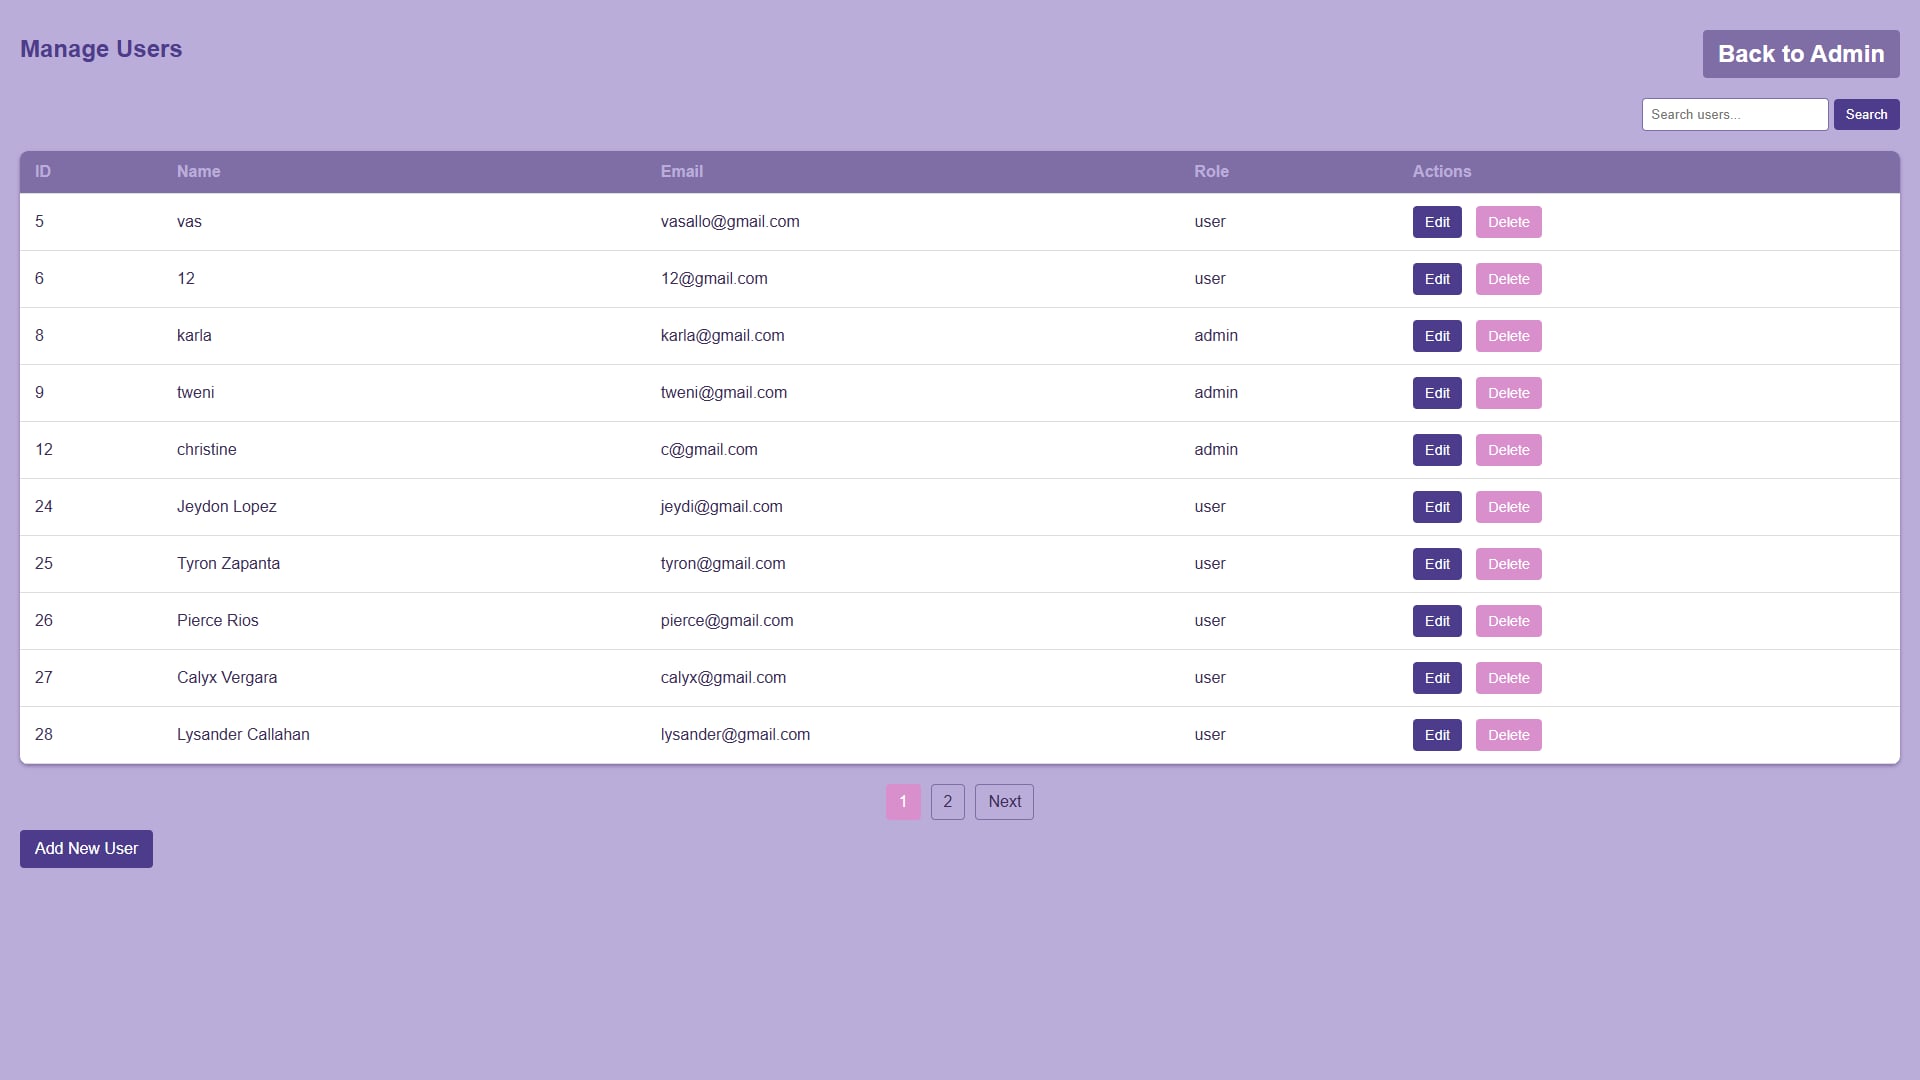 Manage Users
Back to Admin
Search users... Search
ID Name Email Role Actions
5 vas vasallo@gmail.com user Edit Delete
6 12 12@gmail.com user Edit Delete
8 karla karla@gmail.com admin Edit Delete
9 tweni tweni@gmail.com admin Edit Delete
12 christine c@gmail.com admin Edit Delete
24 Jeydon Lopez jeydi@gmail.com user Edit Delete
25 Tyron Zapanta tyron@gmail.com user Edit Delete
26 Pierce Rios pierce@gmail.com user Edit Delete
27 Calyx Vergara calyx@gmail.com user Edit Delete
28 Lysander Callahan lysander@gmail.com user Edit Delete
1 2 Next
Add New User